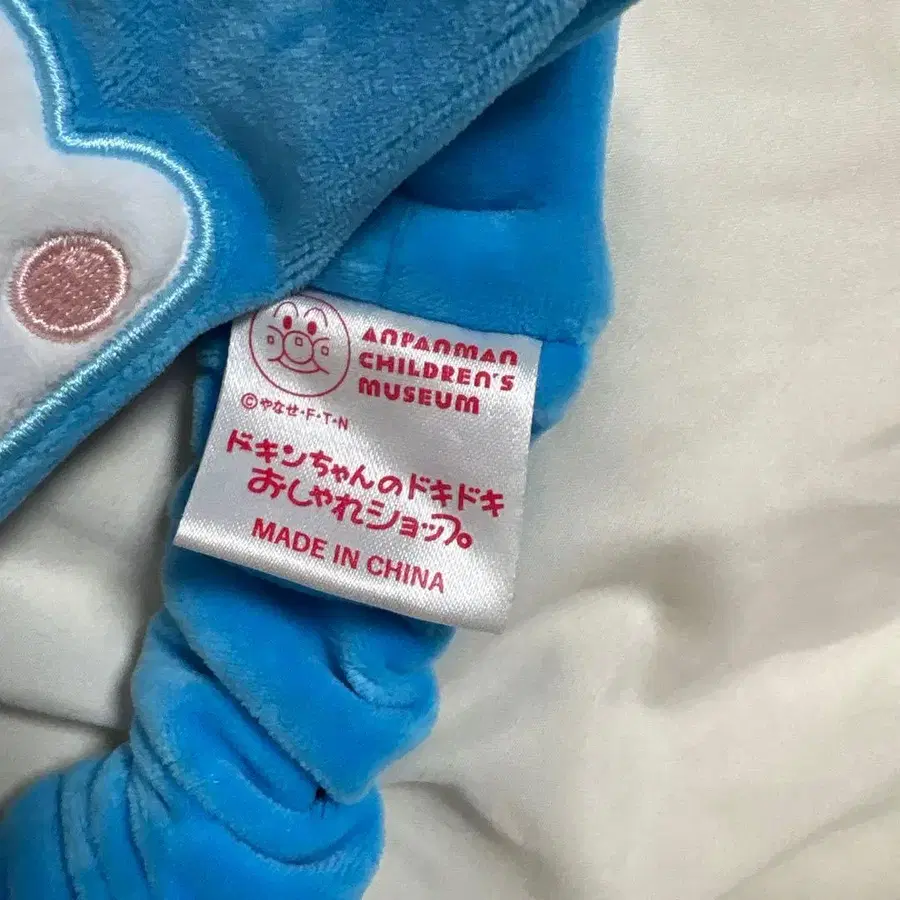 ANPANMAN
CHILDREN'S
MUSEUM
©やなせ・F・T・N
ドキンちゃんのドキドキ
おしゃれショップ。
MADE IN CHINA